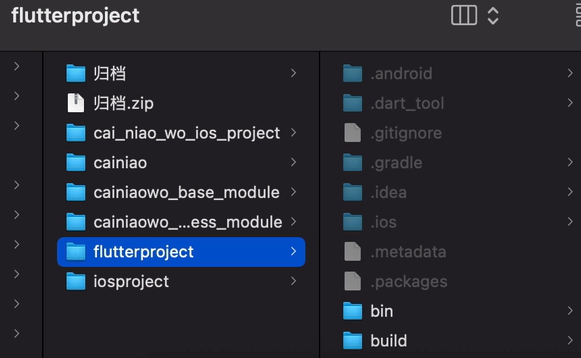 flutterproject
归档
归档.zip
cai_niao_wo_ios_project
cainiao
cainiaowo_base_module
cainiaowo_...ess_module
flutterproject
iosproject
.android
.dart_tool
.gitignore
.gradle
.idea
.ios
.metadata
.packages
bin
build